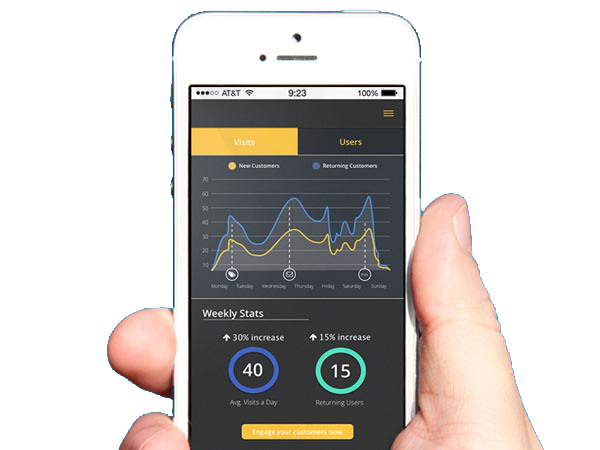 AT&T 9:23 100%
Visits Users
New Customers Returning Customers
70
60
50
40
30
20
10
Monday Tuesday Wednesday Thursday Friday Saturday Sunday
Weekly Stats
30% increase 15% increase
40 15
Avg. Visits a Day Returning Users
Engage your customers now